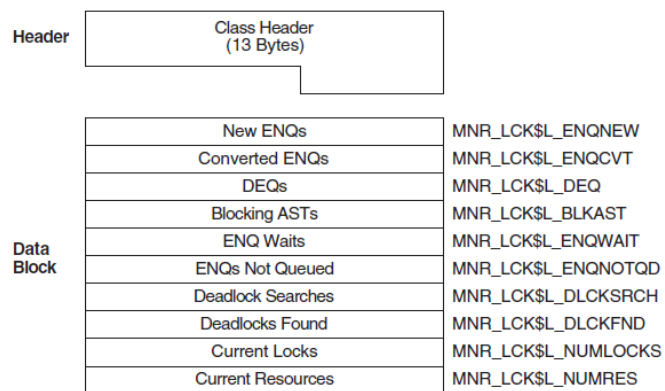 Header
Class Header
(13 Bytes)
New ENQs MNR_LCK$L_ENQNEW
Converted ENQs MNR_LCK$L_ENQCVT
DEQs MNR_LCK$L_DEQ
Blocking ASTs MNR_LCK$L_BLKAST
ENQ Waits MNR_LCK$L_ENQWAIT
Data
Block
ENQs Not Queued MNR_LCK$L_ENQNOTQD
Deadlock Searches MNR_LCK$L_DLCKSRCH
Deadlocks Found MNR_LCK$L_DLCKFND
Current Locks MNR_LCK$L_NUMLOCKS
Current Resources MNR_LCK$L_NUMRES